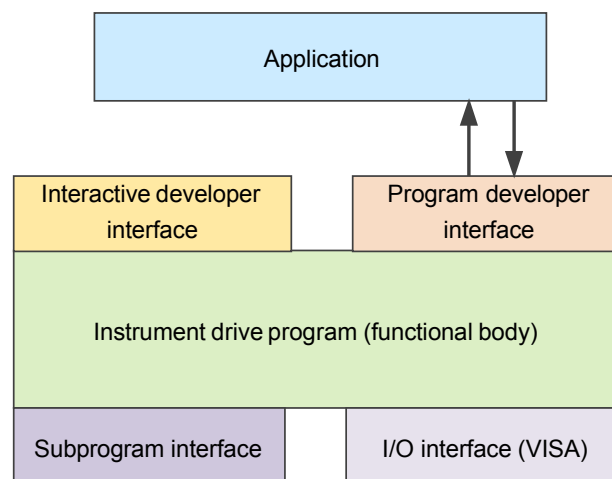 Application
Interactive developer
interface
Program developer
interface
Instrument drive program (functional body)
Subprogram interface
I/O interface (VISA)